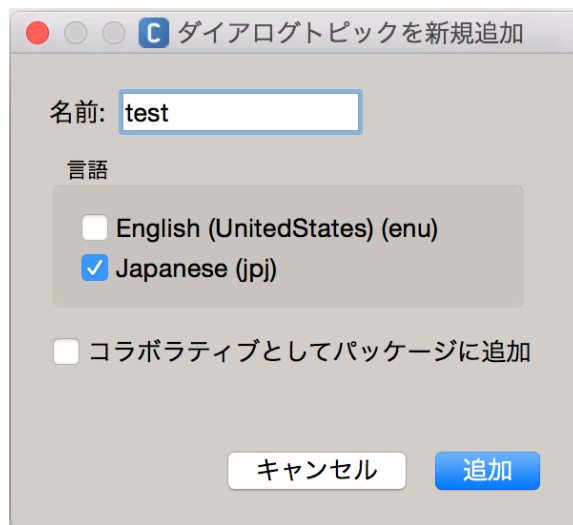 C ダイアログトピックを新規追加
名前: test
言語
English (UnitedStates) (enu)
Japanese (jpj)
コラボラティブとしてパッケージに追加
キャンセル 追加